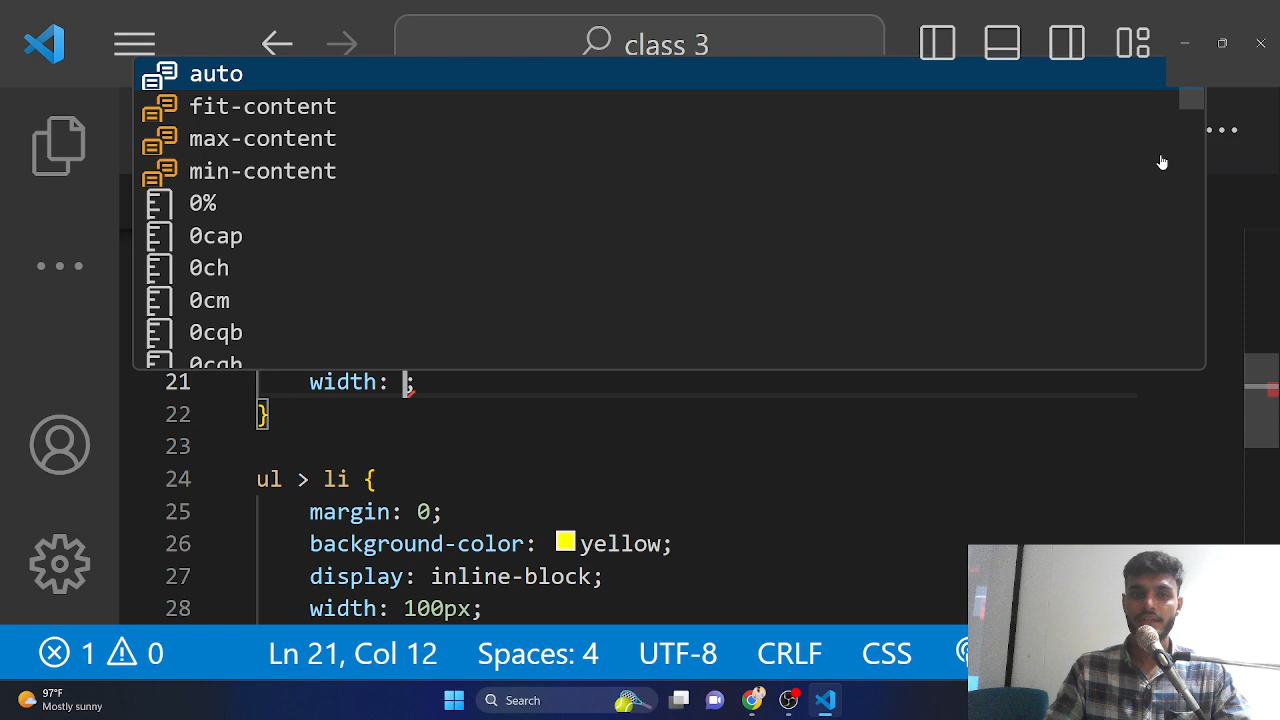 class 3
auto
fit-content
max-content
min-content
0%
0cap
0ch
0cm
0cqb
0cqh
21 width: ;
22 }
23
24 ul > li {
25 margin: 0;
26 background-color: yellow;
27 display: inline-block;
28 width: 100px;
1 0 Ln 21, Col 12 Spaces: 4 UTF-8 CRLF CSS
97°F
Mostly sunny
Search